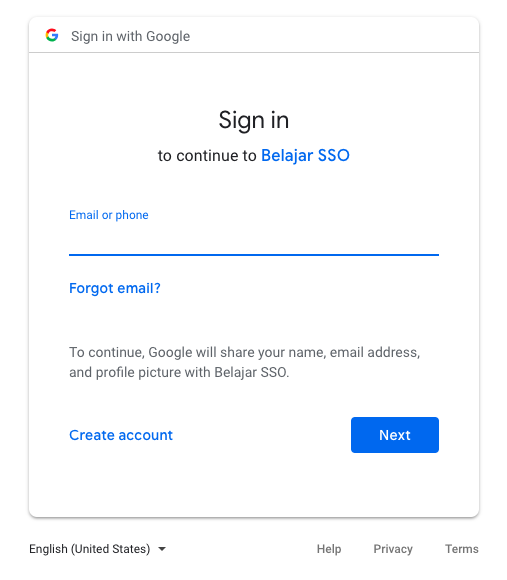 Sign in with Google
Sign in
to continue to Belajar SSO
Email or phone
Forgot email?
To continue, Google will share your name, email address,
and profile picture with Belajar SSO.
Create account
Next
English (United States)
Help
Privacy
Terms